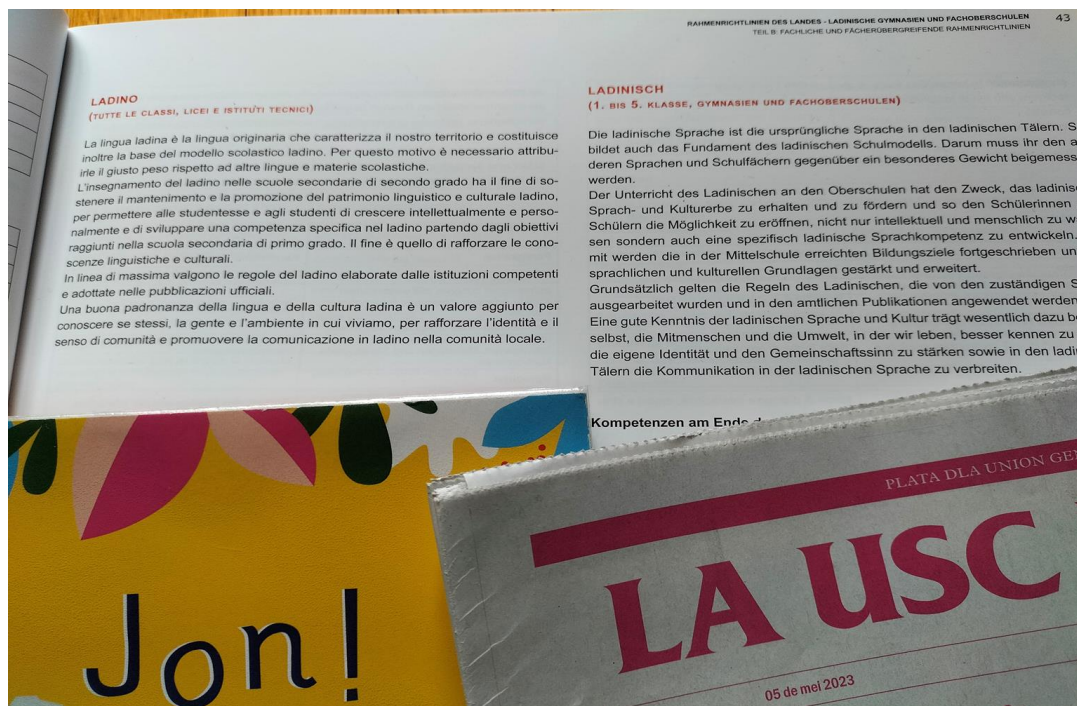 RAHMENRICHTLINIEN DES LANDES - LADINISCHE GYMNASIEN UND FACHOBERSCHULEN 43
TEIL B: FACHLICHE UND FÄCHERÜBERGREIFENDE RAHMENRICHTLINIEN
LADINO
(TUTTE LE CLASSI, LICEI E ISTITUTI TECNICI)
La lingua ladina è la lingua originaria che caratterizza il nostro territorio e costituisce
inoltre la base del modello scolastico ladino. Per questo motivo è necessario attribu-
irle il giusto peso rispetto ad altre lingue e materie scolastiche.
L'insegnamento del ladino nelle scuole secondarie di secondo grado ha il fine di so-
stenere il mantenimento e la promozione del patrimonio linguistico e culturale ladino,
per permettere alle studentesse e agli studenti di crescere intellettualmente e perso-
nalmente e di sviluppare una competenza specifica nel ladino partendo dagli obiettivi
raggiunti nella scuola secondaria di primo grado. Il fine è quello di rafforzare le cono-
scenze linguistiche e culturali.
In linea di massima valgono le regole del ladino elaborate dalle istituzioni competenti
e adottate nelle pubblicazioni ufficiali.
Una buona padronanza della lingua e della cultura ladina è un valore aggiunto per
conoscere se stessi, la gente e l'ambiente in cui viviamo, per rafforzare l'identità e il
senso di comunità e promuovere la comunicazione in ladino nella comunità locale.
LADINISCH
(1. BIS 5. KLASSE, GYMNASIEN UND FACHOBERSCHULEN)
Die ladinische Sprache ist die ursprüngliche Sprache in den ladinischen Tälern.
bildet auch das Fundament des ladinischen Schulmodells. Darum muss ihr den
deren Sprachen und Schulfächern gegenüber ein besonderes Gewicht beigemess
werden.
Der Unterricht des Ladinischen an den Oberschulen hat den Zweck, das ladinis
Sprach- und Kulturerbe zu erhalten und zu fördern und so den Schülerinnen
Schülern die Möglichkeit zu eröffnen, nicht nur intellektuell und menschlich zu
sen sondern auch eine spezifisch ladinische Sprachkompetenz zu entwickeln.
mit werden die in der Mittelschule erreichten Bildungsziele fortgeschrieben
sprachlichen und kulturellen Grundlagen gestärkt und erweitert.
Grundsätzlich gelten die Regeln des Ladinischen, die von den zuständigen
ausgearbeitet wurden und in den amtlichen Publikationen angewendet werden
Eine gute Kenntnis der ladinischen Sprache und Kultur trägt wesentlich dazu
selbst, die Mitmenschen und die Umwelt, in der wir leben, besser kennen zu
die eigene Identität und den Gemeinschaftssinn zu stärken sowie in den
Tälern die Kommunikation in der ladinischen Sprache zu verbreiten.
Kompetenzen am Ende
PLATA DLA UNION
LA USC
05 de mei 2023
Jon!